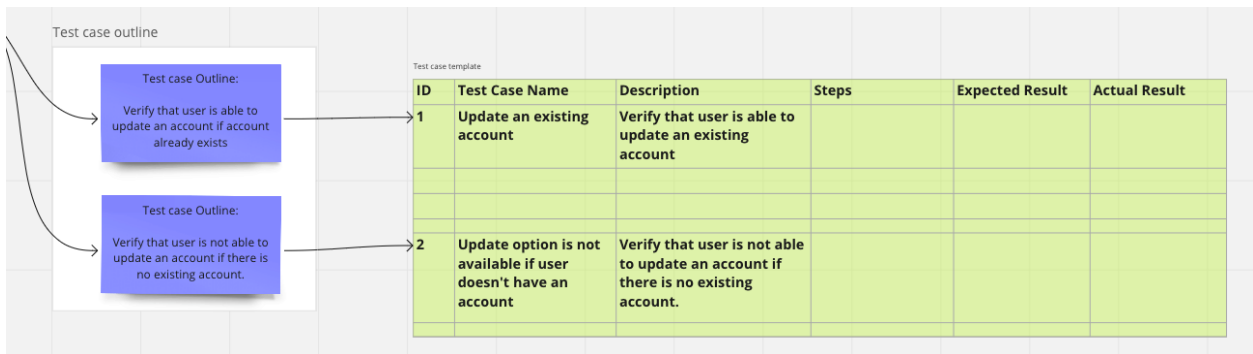 Test case outline
Test case Outline:
Verify that user is able to
update an account if account
already exists
Test case Outline:
Verify that user is not able to
update an account if there is
no existing account.
Test case template
ID Test Case Name Description Steps Expected Result Actual Result
1 Update an existing Verify that user is able to
account update an existing
account
2 Update option is not Verify that user is not able
available if user to update an account if
doesn't have an there is no existing
account account.